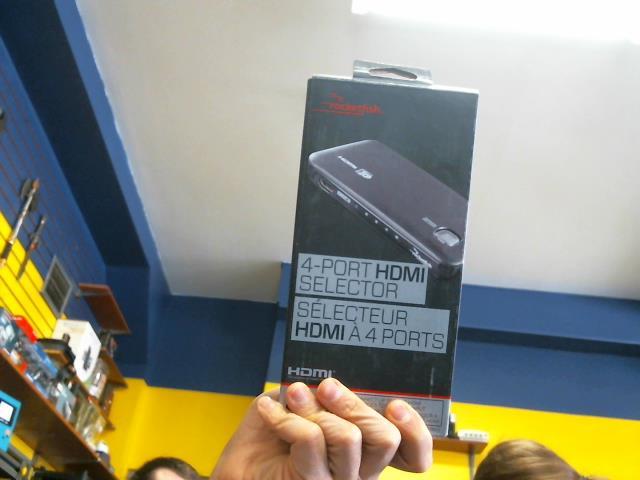 rocketfish
4-PORT HDMI
SELECTOR
SÉLECTEUR
HDMI À 4 PORTS
HDMI